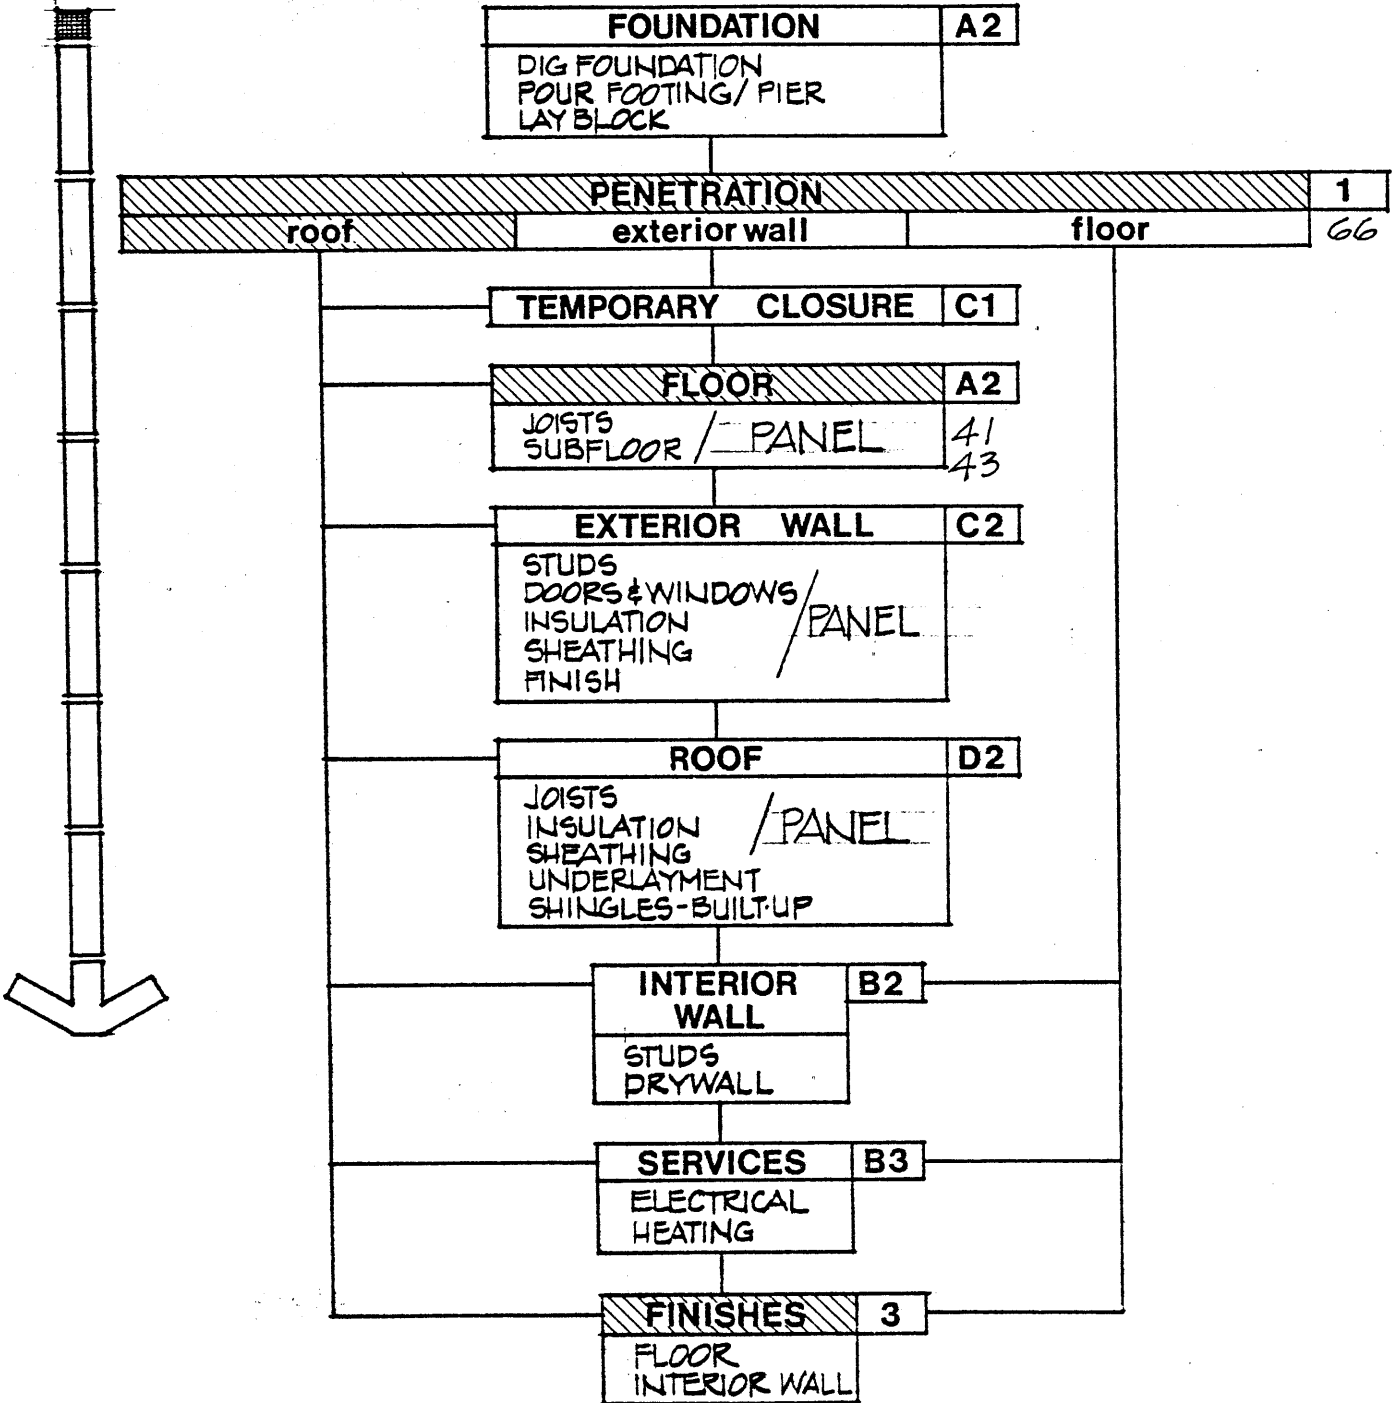 FOUNDATION A2
DIG FOUNDATION
POUR FOOTING/PIER
LAY BLOCK
PENETRATION 1
roof exterior wall floor 66
TEMPORARY CLOSURE C1
FLOOR A2
JOISTS
SUBFLOOR / PANEL 41
43
EXTERIOR WALL C2
STUDS
DOORS & WINDOWS
INSULATION / PANEL
SHEATHING
FINISH
ROOF D2
JOISTS
INSULATION / PANEL
SHEATHING
UNDERLAYMENT
SHINGLES-BUILT-UP
INTERIOR B2
WALL
STUDS
DRYWALL
SERVICES B3
ELECTRICAL
HEATING
FINISHES 3
FLOOR
INTERIOR WALL